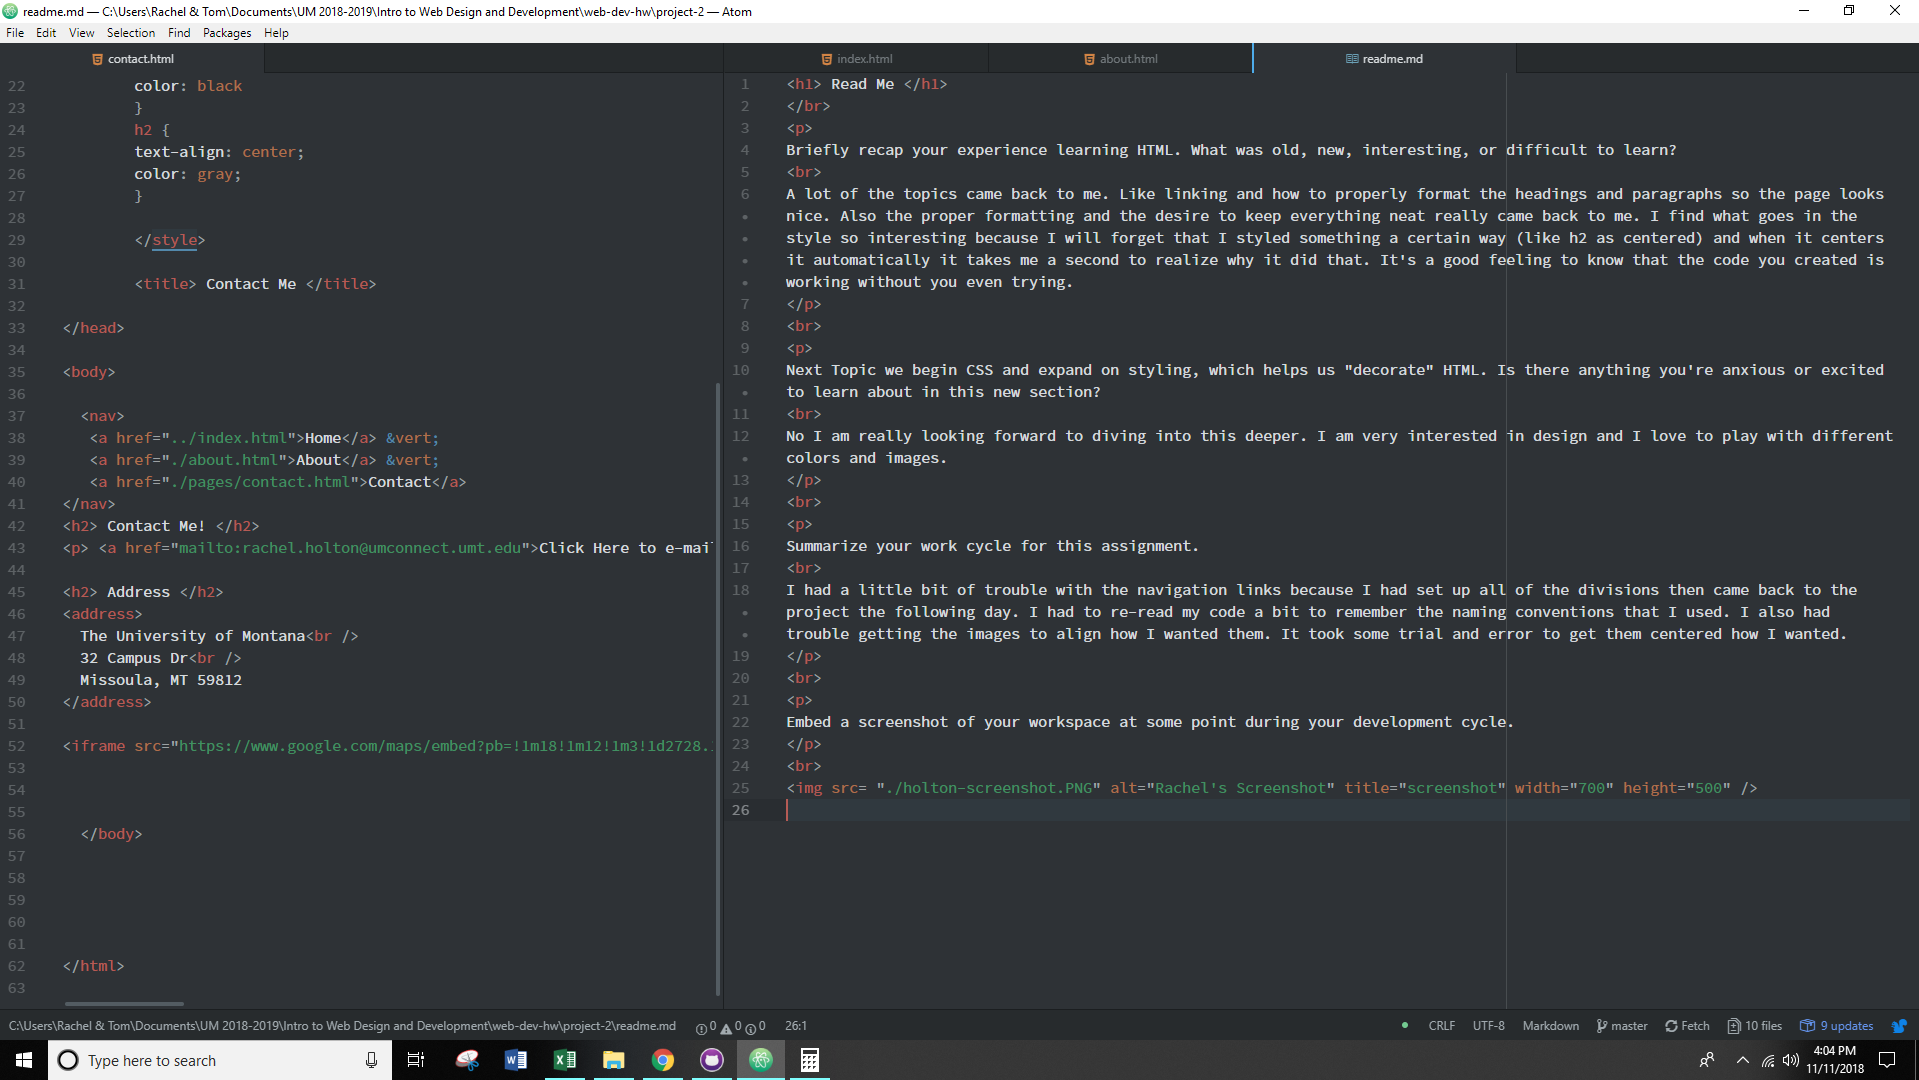 readme.md — C:\Users\Rachel & Tom\Documents\UM 2018-2019\Intro to Web Design and Development\web-dev-hw\project-2 — Atom
File Edit View Selection Find Packages Help
contact.html
22 color: black
23 }
24 h2 {
25 text-align: center;
26 color: gray;
27 }
28
29 </style>
30
31 <title> Contact Me </title>
32
33 </head>
34
35 <body>
36
37 <nav>
38 <a href="../index.html">Home</a> &vert;
39 <a href="./about.html">About</a> &vert;
40 <a href="./pages/contact.html">Contact</a>
41 </nav>
42 <h2> Contact Me! </h2>
43 <p> <a href="mailto:rachel.holton@umconnect.umt.edu">Click Here to e-mail
44
45 <h2> Address </h2>
46 <address>
47 The University of Montana<br />
48 32 Campus Dr<br />
49 Missoula, MT 59812
50 </address>
51
52 <iframe src="https://www.google.com/maps/embed?pb=!1m18!1m12!1m3!1d2728.
53
54
55
56 </body>
57
58
59
60
61
62 </html>
63
index.html about.html readme.md
1 <h1> Read Me </h1>
2 </br>
3 <p>
4 Briefly recap your experience learning HTML. What was old, new, interesting, or difficult to learn?
5 <br>
6 A lot of the topics came back to me. Like linking and how to properly format the headings and paragraphs so the page looks
• nice. Also the proper formatting and the desire to keep everything neat really came back to me. I find what goes in the
• style so interesting because I will forget that I styled something a certain way (like h2 as centered) and when it centers
• it automatically it takes me a second to realize why it did that. It's a good feeling to know that the code you created is
• working without you even trying.
7 </p>
8 <br>
9 <p>
10 Next Topic we begin CSS and expand on styling, which helps us "decorate" HTML. Is there anything you're anxious or excited
• to learn about in this new section?
11 <br>
12 No I am really looking forward to diving into this deeper. I am very interested in design and I love to play with different
• colors and images.
13 </p>
14 <br>
15 <p>
16 Summarize your work cycle for this assignment.
17 <br>
18 I had a little bit of trouble with the navigation links because I had set up all of the divisions then came back to the
• project the following day. I had to re-read my code a bit to remember the naming conventions that I used. I also had
• trouble getting the images to align how I wanted them. It took some trial and error to get them centered how I wanted.
19 </p>
20 <br>
21 <p>
22 Embed a screenshot of your workspace at some point during your development cycle.
23 </p>
24 <br>
25 <img src= "./holton-screenshot.PNG" alt="Rachel's Screenshot" title="screenshot" width="700" height="500" />
26
C:\Users\Rachel & Tom\Documents\UM 2018-2019\Intro to Web Design and Development\web-dev-hw\project-2\readme.md 0 0 0 26:1 CRLF UTF-8 Markdown master Fetch 10 files 9 updates
Type here to search
4:04 PM
11/11/2018